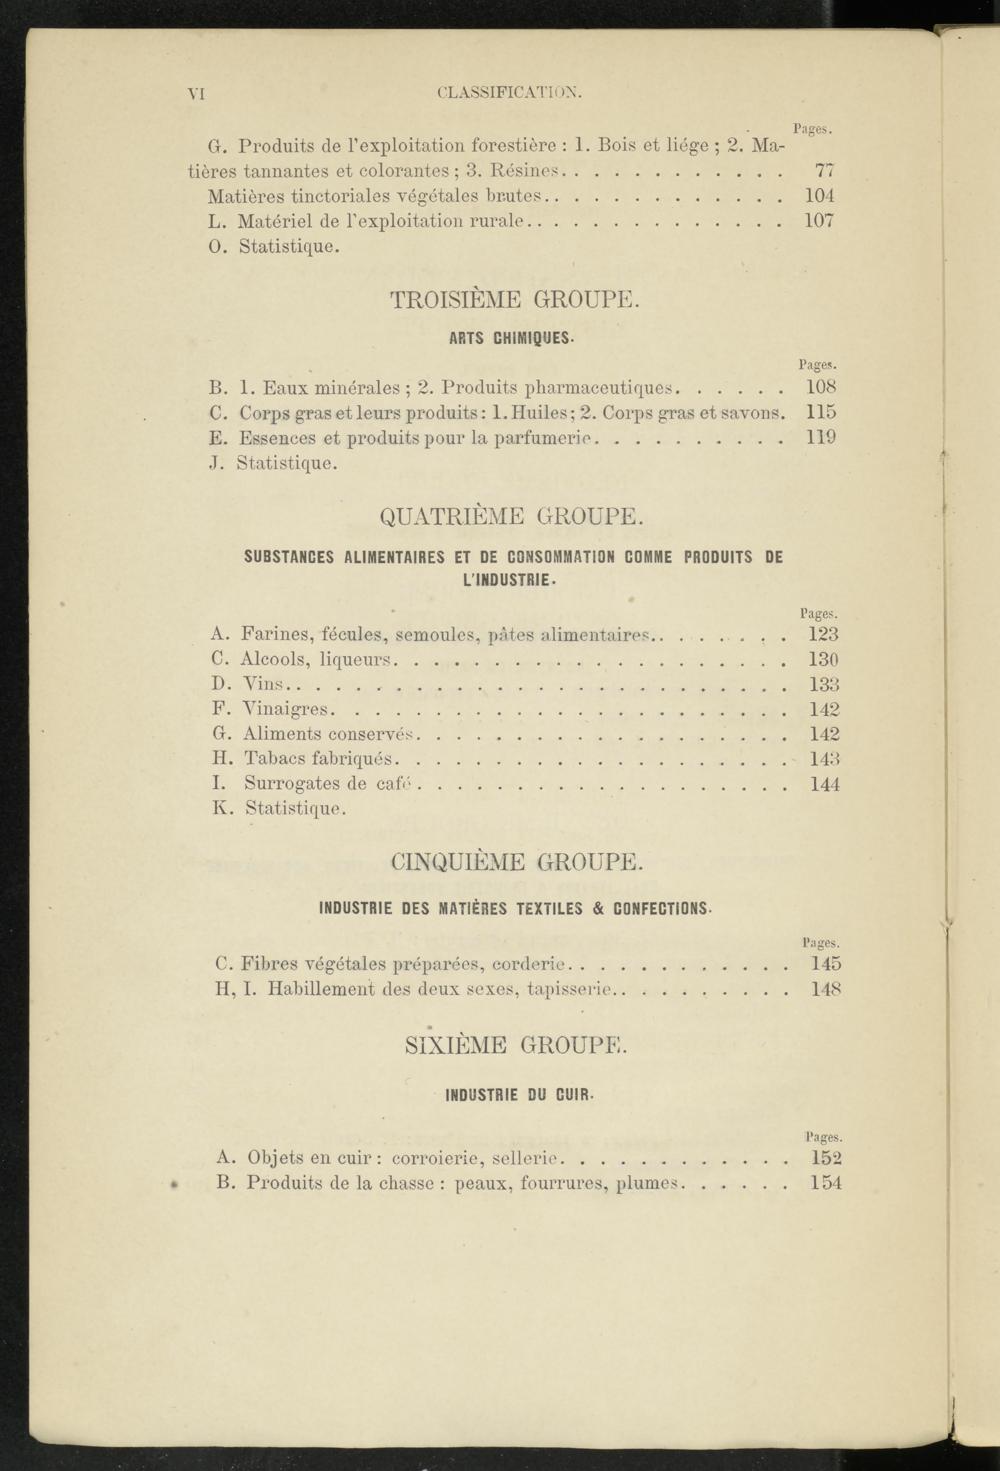 VI
CLASSIFICATION.
Pages.
G. Produits de l'exploitation forestière : 1. Bois et liége ; 2. Ma-
tières tannantes et colorantes ; 3. Résines. . . . . . . . . . . . 77
Matières tinctoriales végétales brutes. . . . . . . . . . . . . 104
L. Matériel de l'exploitation rurale. . . . . . . . . . . . . . 107
O. Statistique.
TROISIÈME GROUPE.
ARTS CHIMIQUES.
Pages.
B. 1. Eaux minérales ; 2. Produits pharmaceutiques. . . . . . 108
C. Corps gras et leurs produits : 1. Huiles ; 2. Corps gras et savons. 115
E. Essences et produits pour la parfumerie. . . . . . . . . . 119
J. Statistique.
QUATRIÈME GROUPE.
SUBSTANCES ALIMENTAIRES ET DE CONSOMMATION COMME PRODUITS DE
L'INDUSTRIE.
Pages.
A. Farines, fécules, semoules, pâtes alimentaires. . . . . . . . 123
C. Alcools, liqueurs. . . . . . . . . . . . . . . . . . . 130
D. Vins. . . . . . . . . . . . . . . . . . . . . . . . . 133
F. Vinaigres. . . . . . . . . . . . . . . . . . . . . . 142
G. Aliments conservés. . . . . . . . . . . . . . . . . . 142
H. Tabacs fabriqués. . . . . . . . . . . . . . . . . . . 143
I. Surrogates de café . . . . . . . . . . . . . . . . . . 144
K. Statistique.
CINQUIÈME GROUPE.
INDUSTRIE DES MATIÈRES TEXTILES & CONFECTIONS.
Pages.
C. Fibres végétales préparées, corderie. . . . . . . . . . . . 145
H, I. Habillement des deux sexes, tapisserie. . . . . . . . . . 148
SIXIÈME GROUPE.
INDUSTRIE DU CUIR.
Pages.
A. Objets en cuir : corroierie, sellerie. . . . . . . . . . . . 152
B. Produits de la chasse : peaux, fourrures, plumes. . . . . . 154